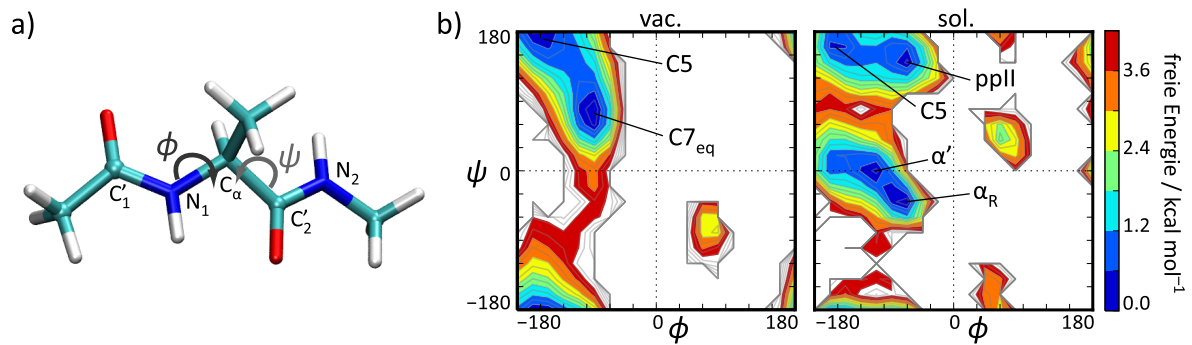 a)
ϕ
ψ
C′1
N1
Cα
C′2
N2
b)
vac.
sol.
180
ψ
0
−180
C5
C7eq
ppII
C5
α′
αR
−180
0
ϕ
180
−180
0
ϕ
180
3.6
2.4
1.2
0.0
freie Energie / kcal mol⁻¹